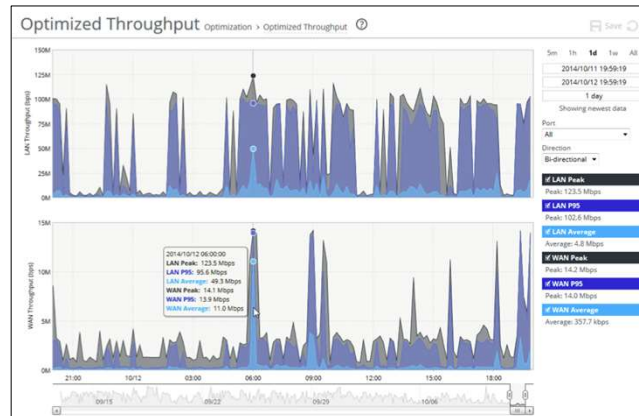 Optimized Throughput Optimization > Optimized Throughput ?
Save
5m 1h 1d 1w All
2014/10/11 19:59:19
2014/10/12 19:59:19
1 day
Showing newest data
Port
All
Direction
Bi-directional
LAN Peak
Peak: 123.5 Mbps
LAN P95
Peak: 102.6 Mbps
LAN Average
Average: 4.8 Mbps
WAN Peak
Peak: 14.2 Mbps
WAN P95
Peak: 14.0 Mbps
WAN Average
Average: 357.7 kbps
LAN Throughput (bps)
150M
125M
100M
75M
50M
25M
0M
WAN Throughput (bps)
15M
10M
5M
0M
2014/10/12 06:00:00
LAN Peak: 123.5 Mbps
LAN P95: 95.6 Mbps
LAN Average: 49.3 Mbps
WAN Peak: 14.1 Mbps
WAN P95: 13.9 Mbps
WAN Average: 11.0 Mbps
21:00 10/12 03:00 06:00 09:00 12:00 15:00 18:00
09/15 09/22 09/29 10/06